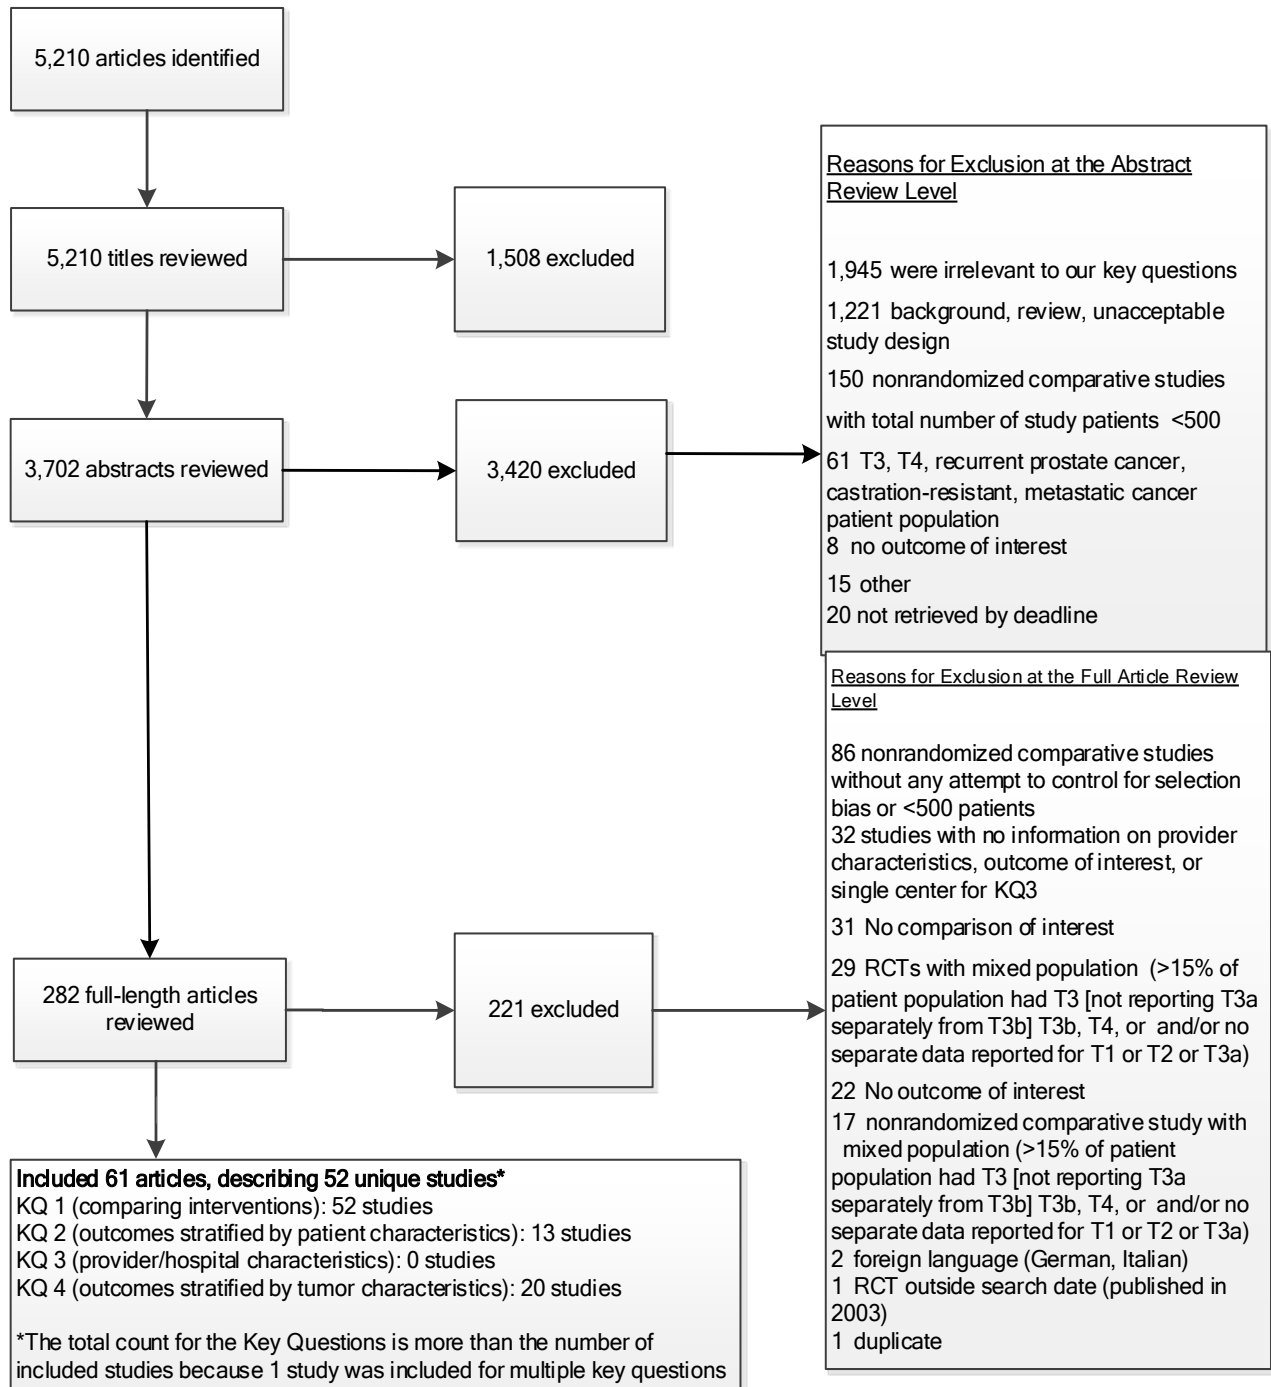 5,210 articles identified
5,210 titles reviewed
1,508 excluded
3,702 abstracts reviewed
3,420 excluded
Reasons for Exclusion at the Abstract
Review Level
1,945 were irrelevant to our key questions
1,221 background, review, unacceptable
study design
150 nonrandomized comparative studies
with total number of study patients <500
61 T3, T4, recurrent prostate cancer,
castration-resistant, metastatic cancer
patient population
8 no outcome of interest
15 other
20 not retrieved by deadline
282 full-length articles
reviewed
221 excluded
Reasons for Exclusion at the Full Article Review
Level
86 nonrandomized comparative studies
without any attempt to control for selection
bias or <500 patients
32 studies with no information on provider
characteristics, outcome of interest, or
single center for KQ3
31 No comparison of interest
29 RCTs with mixed population (>15% of
patient population had T3 [not reporting T3a
separately from T3b] T3b, T4, or and/or no
separate data reported for T1 or T2 or T3a)
22 No outcome of interest
17 nonrandomized comparative study with
mixed population (>15% of patient
population had T3 [not reporting T3a
separately from T3b] T3b, T4, or and/or no
separate data reported for T1 or T2 or T3a)
2 foreign language (German, Italian)
1 RCT outside search date (published in
2003)
1 duplicate
Included 61 articles, describing 52 unique studies*
KQ 1 (comparing interventions): 52 studies
KQ 2 (outcomes stratified by patient characteristics): 13 studies
KQ 3 (provider/hospital characteristics): 0 studies
KQ 4 (outcomes stratified by tumor characteristics): 20 studies
*The total count for the Key Questions is more than the number of
included studies because 1 study was included for multiple key questions